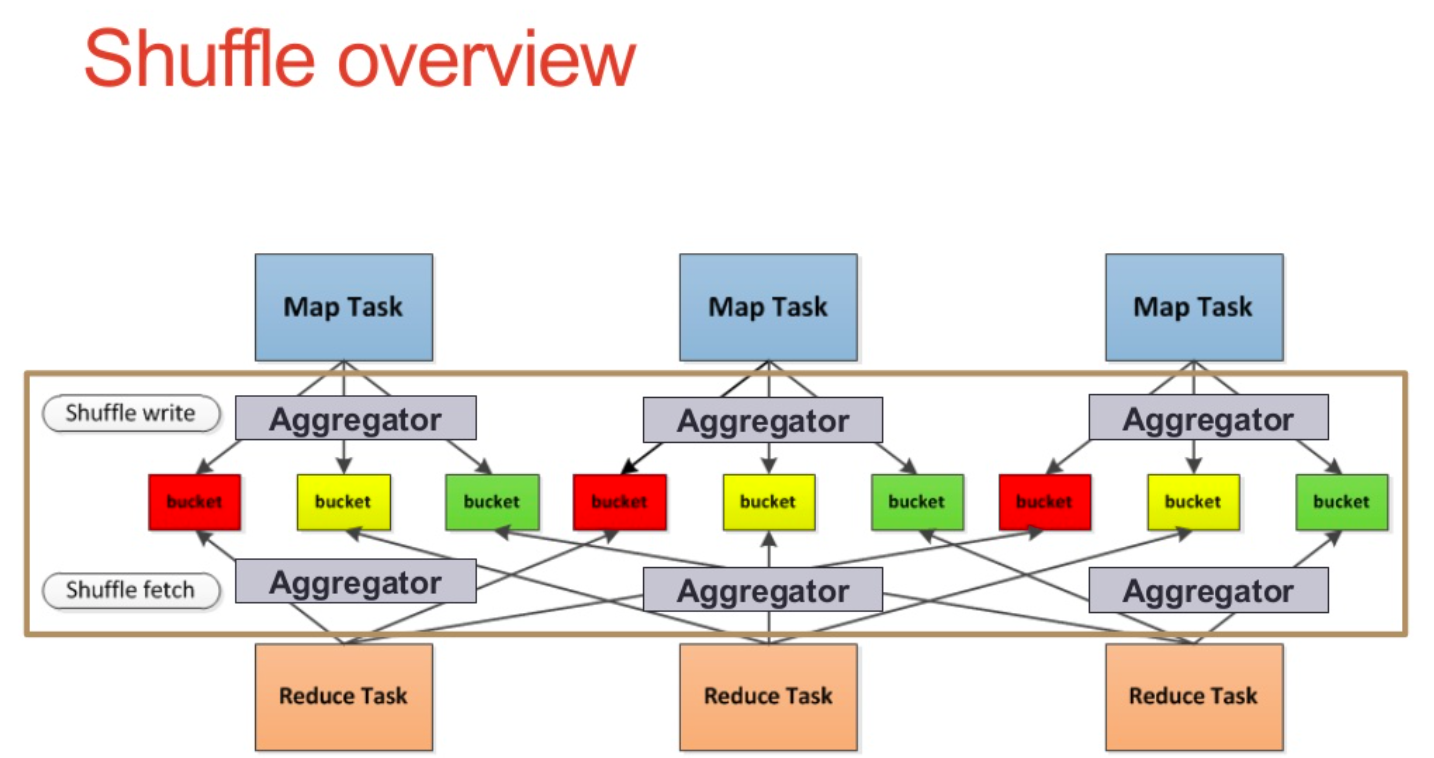 Shuffle overview
Map Task
Map Task
Map Task
Shuffle write
Aggregator
Aggregator
Aggregator
bucket
bucket
bucket
bucket
bucket
bucket
bucket
bucket
bucket
Shuffle fetch
Aggregator
Aggregator
Aggregator
Reduce Task
Reduce Task
Reduce Task